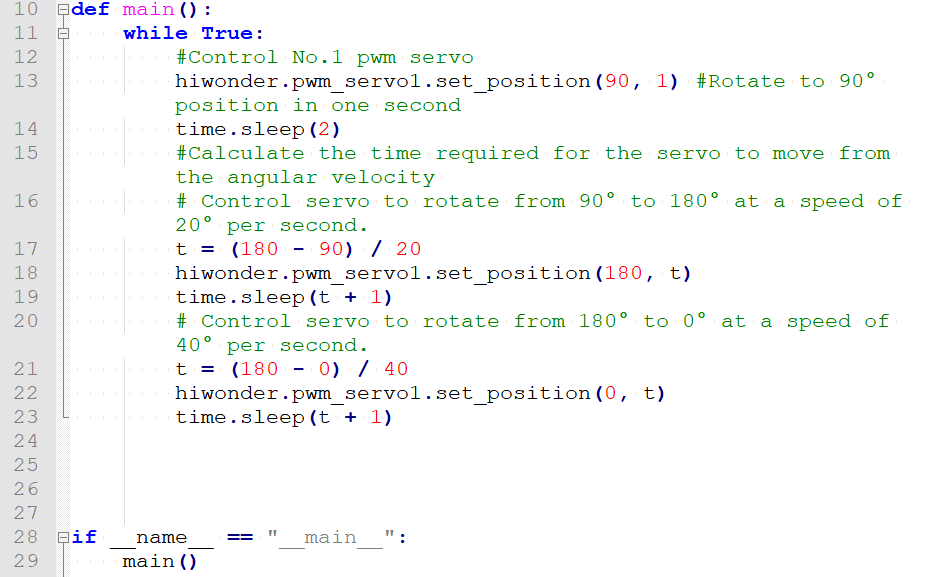 10 def main():
11 while True:
12 #Control No.1 pwm servo
13 hiwonder.pwm_servo1.set_position(90, 1) #Rotate to 90°
position in one second
14 time.sleep(2)
15 #Calculate the time required for the servo to move from
the angular velocity
16 # Control servo to rotate from 90° to 180° at a speed of
20° per second.
17 t = (180 - 90) / 20
18 hiwonder.pwm_servo1.set_position(180, t)
19 time.sleep(t + 1)
20 # Control servo to rotate from 180° to 0° at a speed of
40° per second.
21 t = (180 - 0) / 40
22 hiwonder.pwm_servo1.set_position(0, t)
23 time.sleep(t + 1)
24
25
26
27
28 if __name__ == "__main__":
29 main()